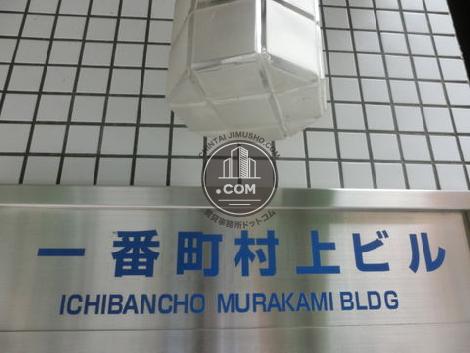 CHINTAI JIMUSHO.COM
.COM
賃貸事務所ドットコム
一番町村上ビル
ICHIBANCHO MURAKAMI BLDG